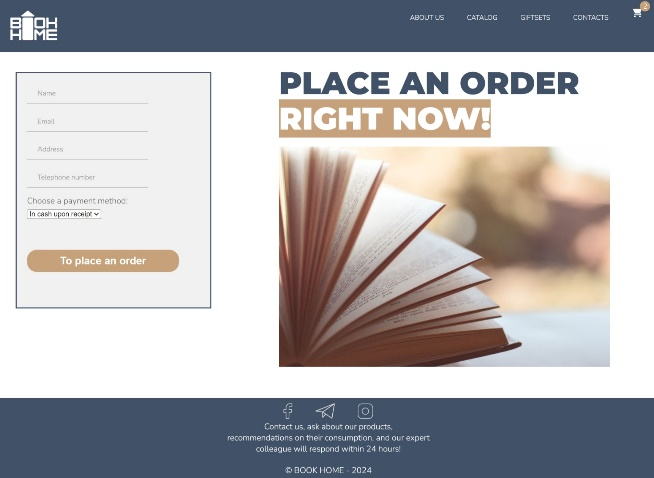 BOOK
HOME
ABOUT US
CATALOG
GIFTSETS
CONTACTS
2
Name
Email
Address
Telephone number
Choose a payment method:
In cash upon receipt
To place an order
PLACE AN ORDER
RIGHT NOW!
Contact us, ask about our products,
recommendations on their consumption, and our expert
colleague will respond within 24 hours!
© BOOK HOME - 2024